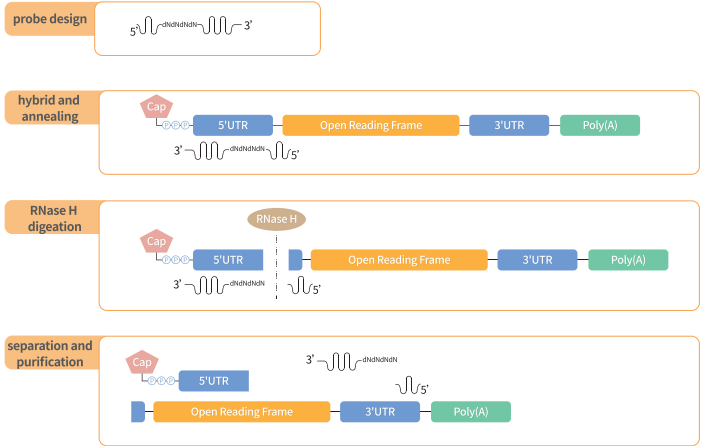 probe design
5’ dNdNdNdN 3’
hybrid and
annealing
Cap
P P P 5'UTR Open Reading Frame 3'UTR Poly(A)
3’ dNdNdNdN 5’
RNase H
digeation
RNase H
Cap
P P P 5'UTR Open Reading Frame 3'UTR Poly(A)
3’ dNdNdNdN 5’
separation and
purification
Cap
3’ dNdNdNdN
P P P 5'UTR
5’
Open Reading Frame 3'UTR Poly(A)